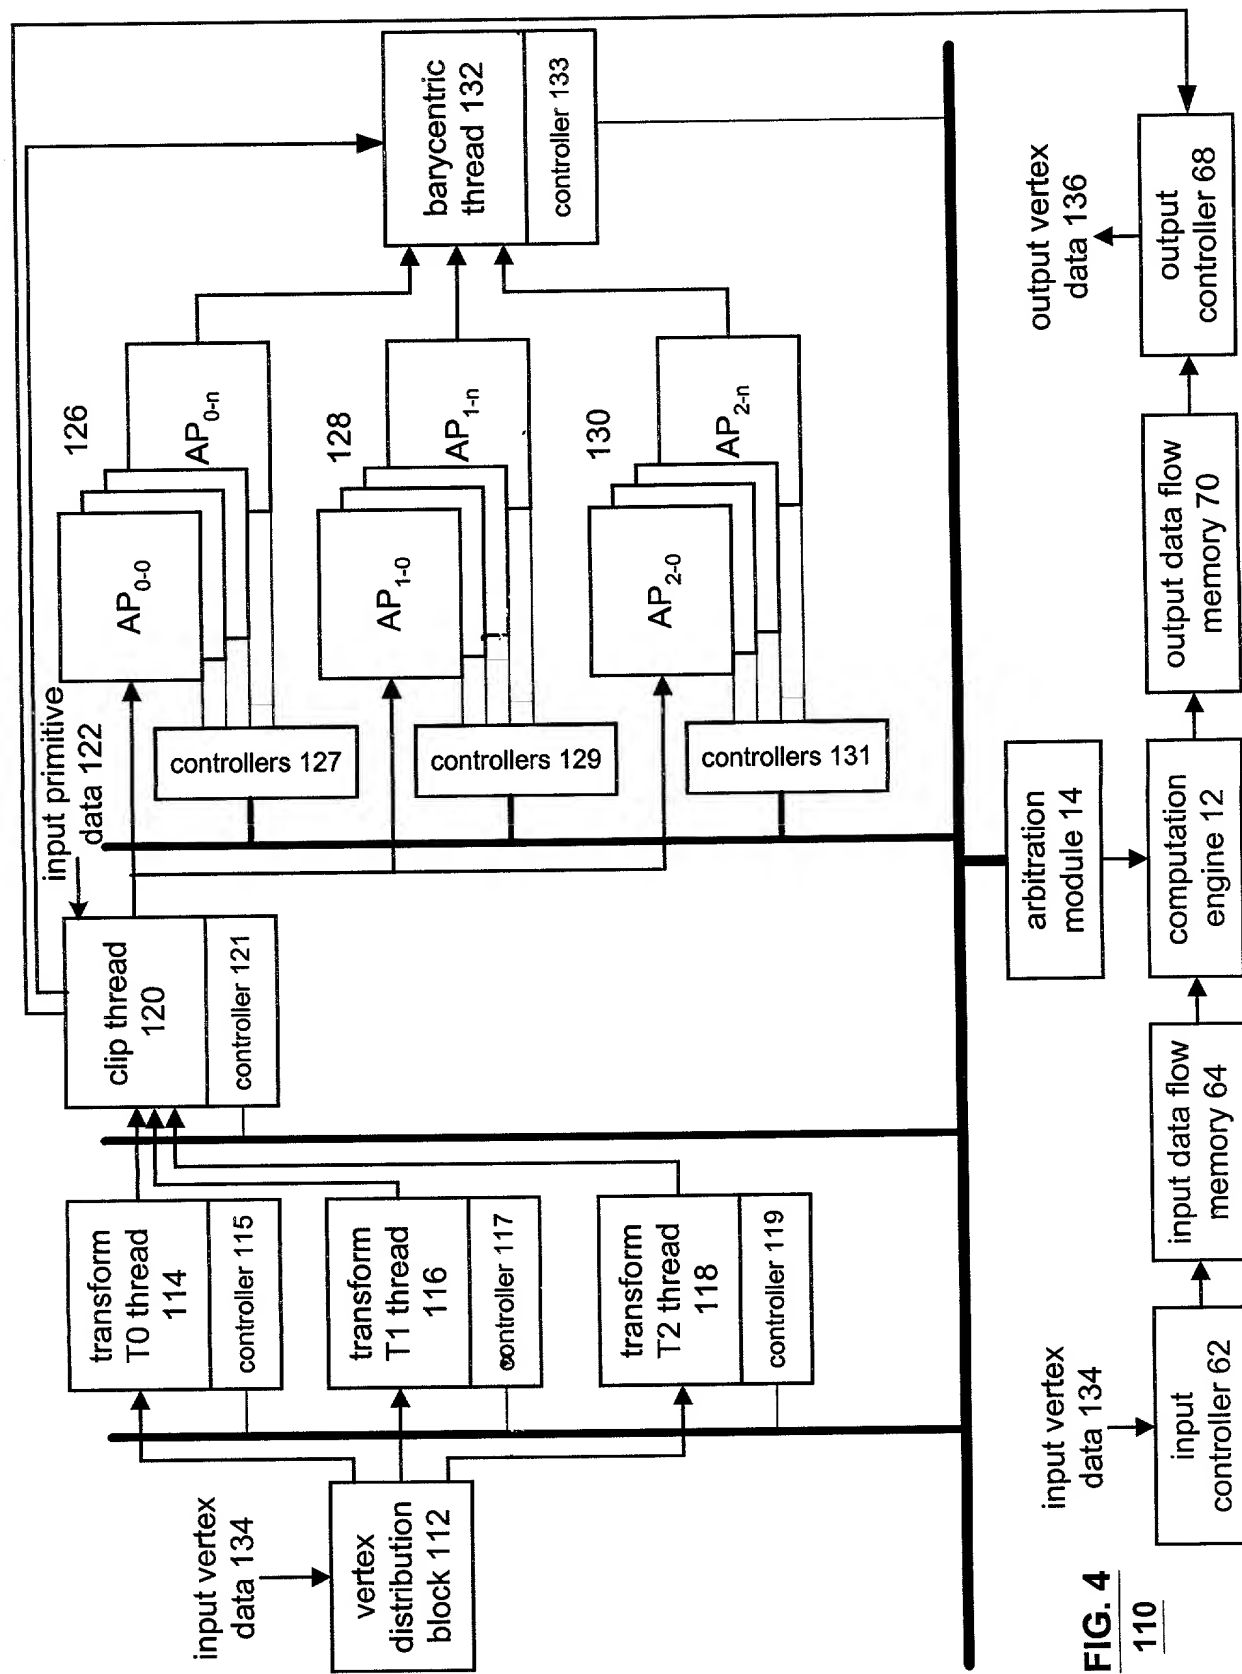 input vertex
data 134
vertex
distribution
block 112
transform
T0 thread
114
controller 115
transform
T1 thread
116
controller 117
transform
T2 thread
118
controller 119
clip thread
120
controller 121
input primitive
data 122
126
AP0-0
AP0-n
controllers 127
128
AP1-0
AP1-n
controllers 129
130
AP2-0
AP2-n
controllers 131
barycentric
thread 132
controller 133
arbitration
module 14
input vertex
data 134
input
controller 62
input data flow
memory 64
computation
engine 12
output data flow
memory 70
output
controller 68
output vertex
data 136
FIG. 4
110